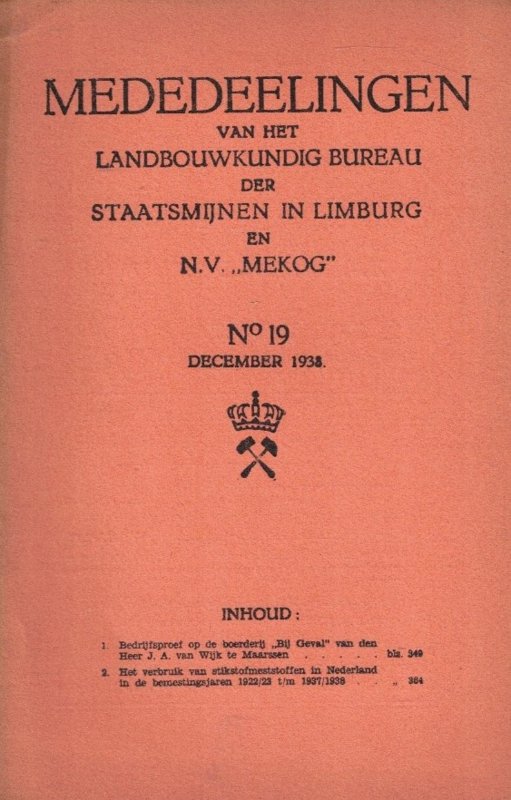 MEDEDEELINGEN
VAN HET
LANDBOUWKUNDIG BUREAU
DER
STAATSMIJNEN IN LIMBURG
EN
N.V. „MEKOG”
Nº 19
DECEMBER 1938.
INHOUD :
1. Bedrijfsproef op de boerderij „Bij Geval” van den
Heer J. A. van Wijk te Maarssen . . . . . blz. 349
2. Het verbruik van stikstofmeststoffen in Nederland
in de bemestingsjaren 1922/23 t/m 1937/1938 . . . „ 364